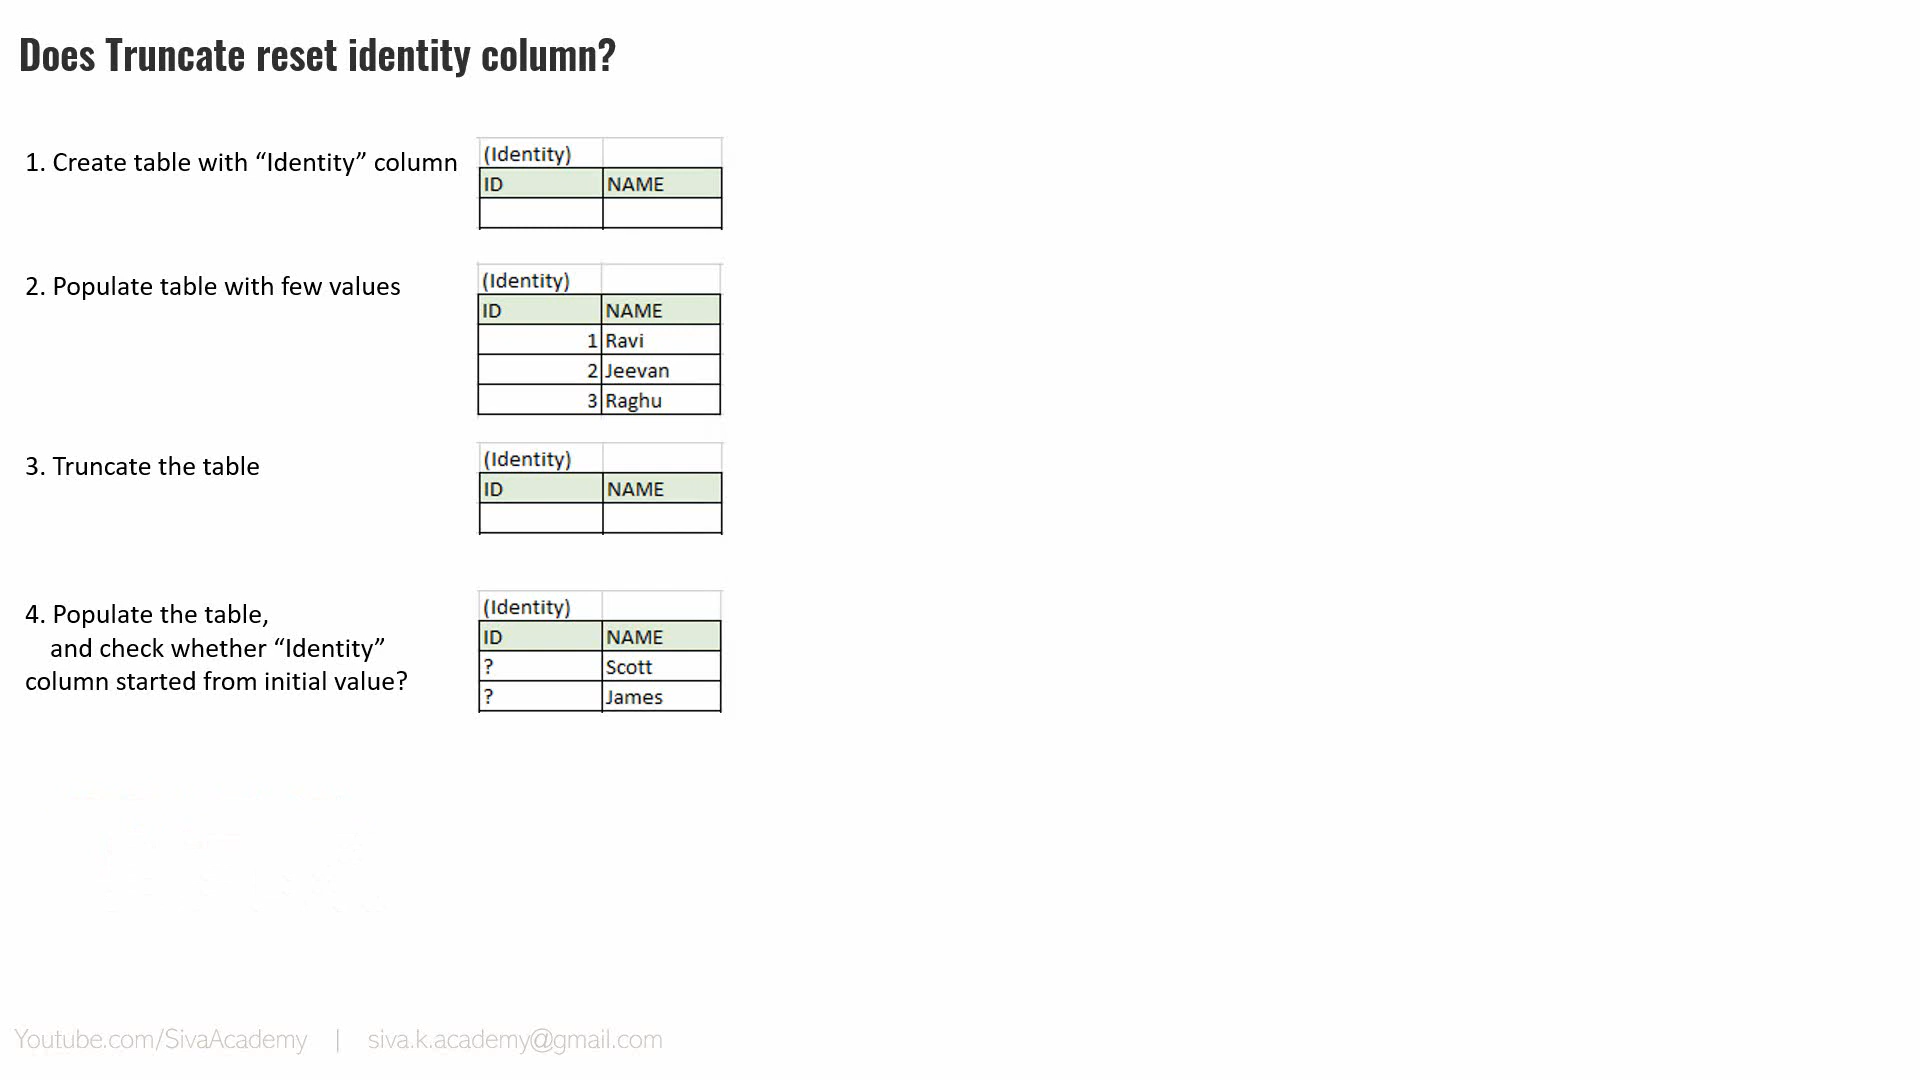 Does Truncate reset identity column?
1. Create table with “Identity” column
(Identity)
ID NAME
2. Populate table with few values
(Identity)
ID NAME
1 Ravi
2 Jeevan
3 Raghu
3. Truncate the table
(Identity)
ID NAME
4. Populate the table,
and check whether “Identity”
column started from initial value?
(Identity)
ID NAME
? Scott
? James
Youtube.com/SivaAcademy | siva.k.academy@gmail.com